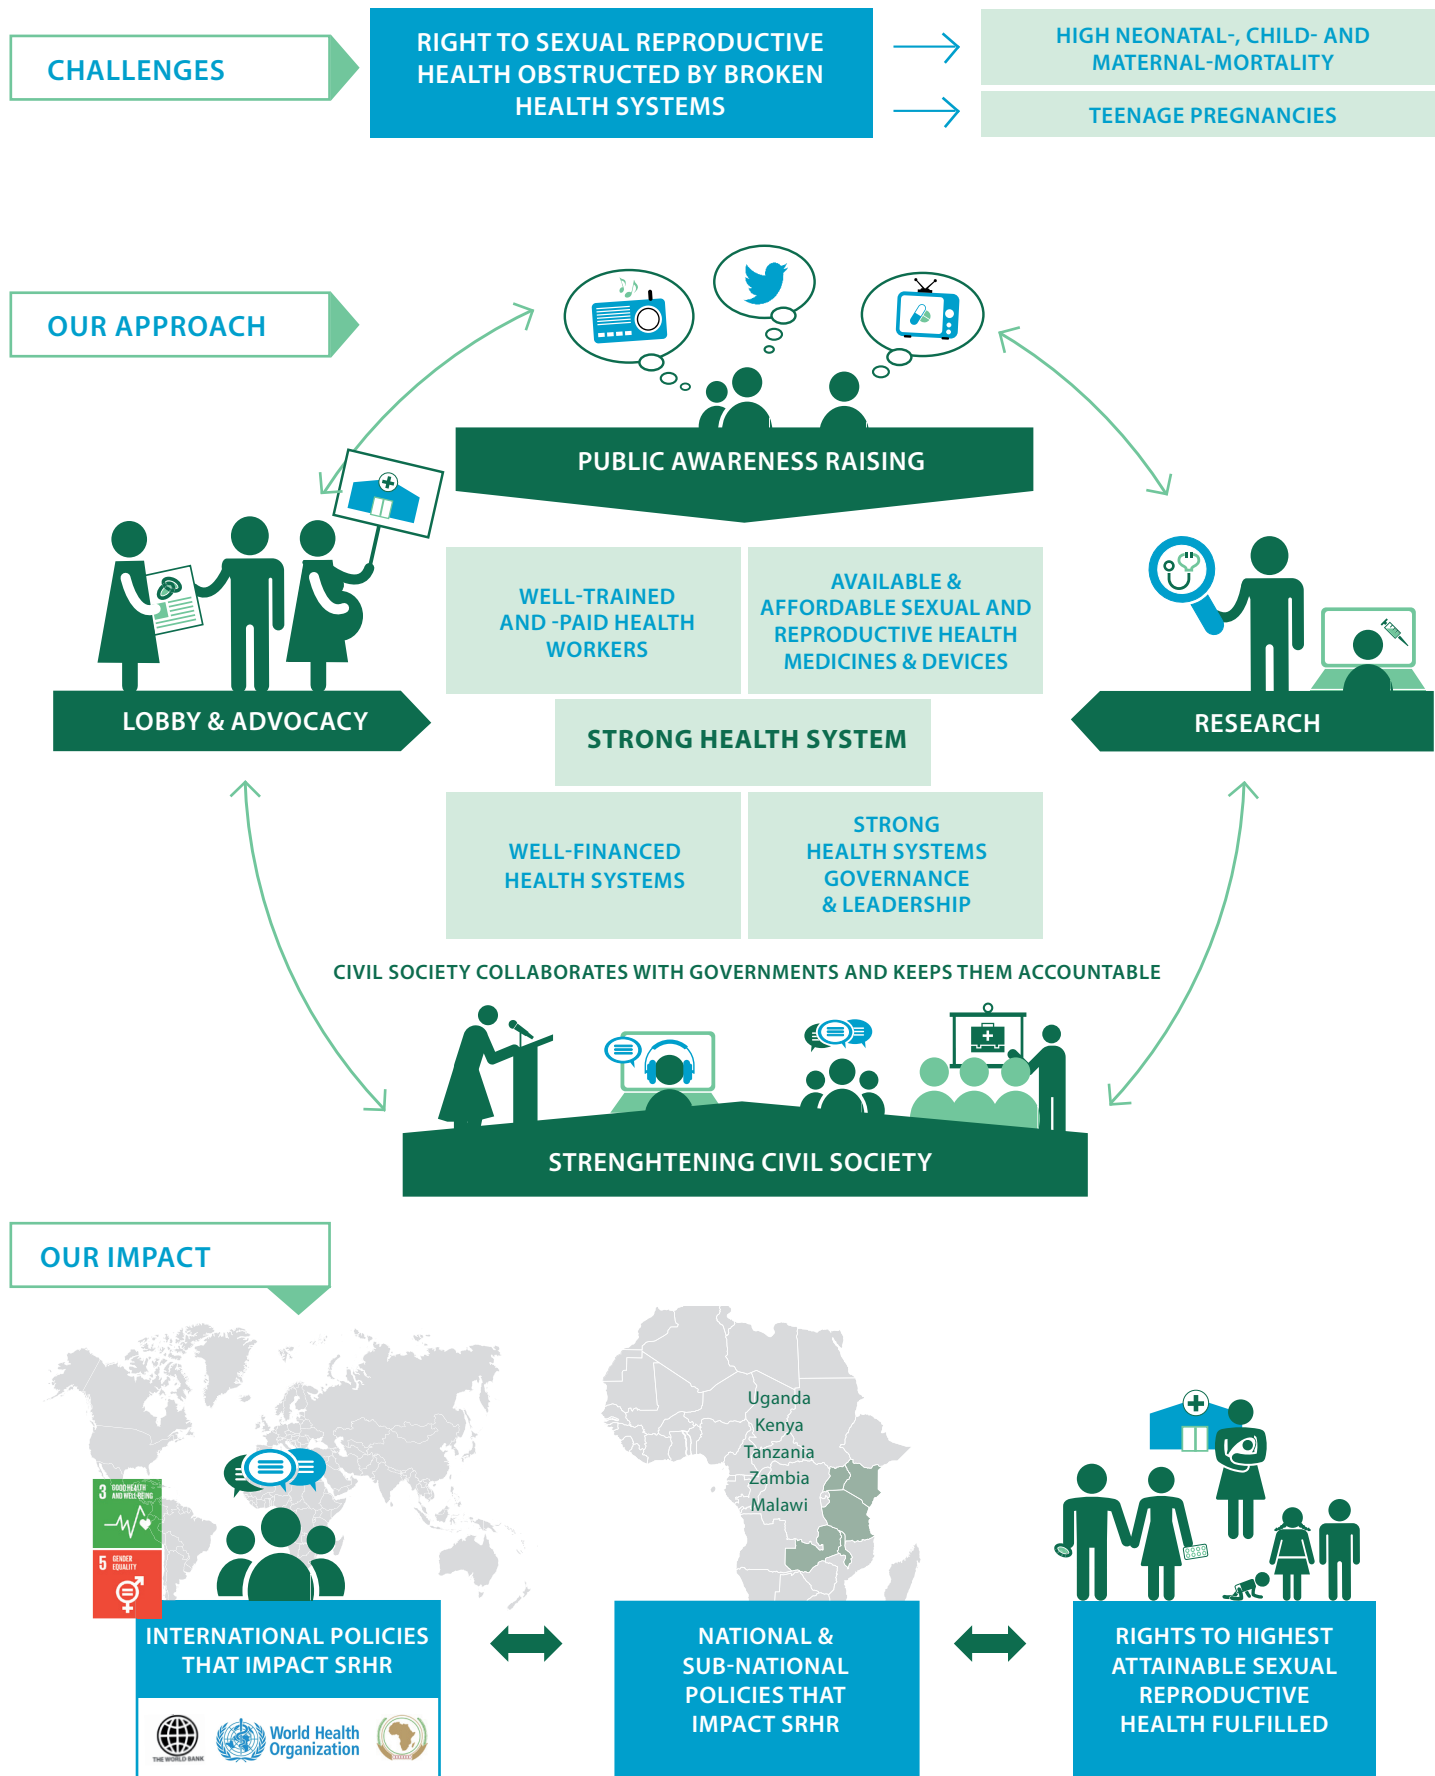 CHALLENGES
RIGHT TO SEXUAL REPRODUCTIVE
HEALTH OBSTRUCTED BY BROKEN
HEALTH SYSTEMS
HIGH NEONATAL-, CHILD- AND
MATERNAL-MORTALITY
TEENAGE PREGNANCIES
OUR APPROACH
PUBLIC AWARENESS RAISING
WELL-TRAINED
AND -PAID HEALTH
WORKERS
AVAILABLE &
AFFORDABLE SEXUAL AND
REPRODUCTIVE HEALTH
MEDICINES & DEVICES
LOBBY & ADVOCACY
STRONG HEALTH SYSTEM
RESEARCH
WELL-FINANCED
HEALTH SYSTEMS
STRONG
HEALTH SYSTEMS
GOVERNANCE
& LEADERSHIP
CIVIL SOCIETY COLLABORATES WITH GOVERNMENTS AND KEEPS THEM ACCOUNTABLE
STRENGHTENING CIVIL SOCIETY
OUR IMPACT
3 GOOD HEALTH
AND WELL-BEING
5 GENDER
EQUALITY
Uganda
Kenya
Tanzania
Zambia
Malawi
INTERNATIONAL POLICIES
THAT IMPACT SRHR
THE WORLD BANK
World Health
Organization
NATIONAL &
SUB-NATIONAL
POLICIES THAT
IMPACT SRHR
RIGHTS TO HIGHEST
ATTAINABLE SEXUAL
REPRODUCTIVE
HEALTH FULFILLED